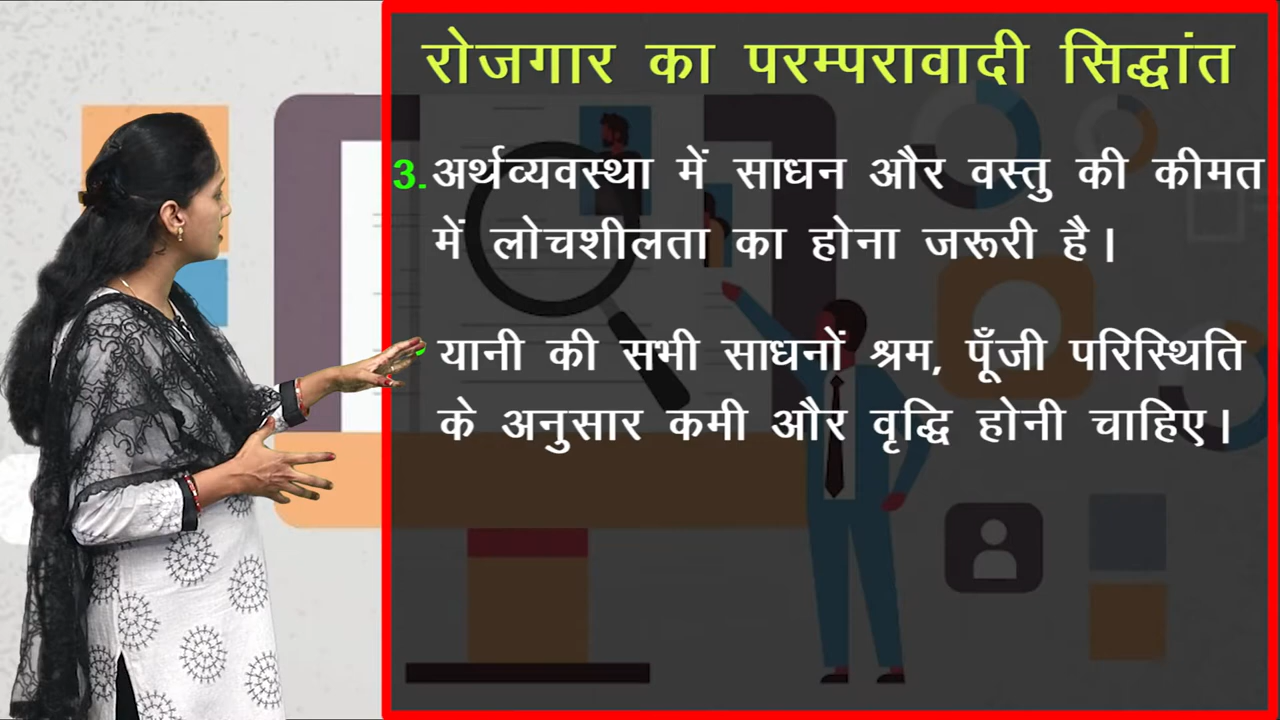 रोजगार का परम्परावादी सिद्धांत
3. अर्थव्यवस्था में साधन और वस्तु की कीमत
में लोचशीलता का होना जरूरी है।
यानी की सभी साधनों श्रम, पूँजी परिस्थिति
के अनुसार कमी और वृद्धि होनी चाहिए।